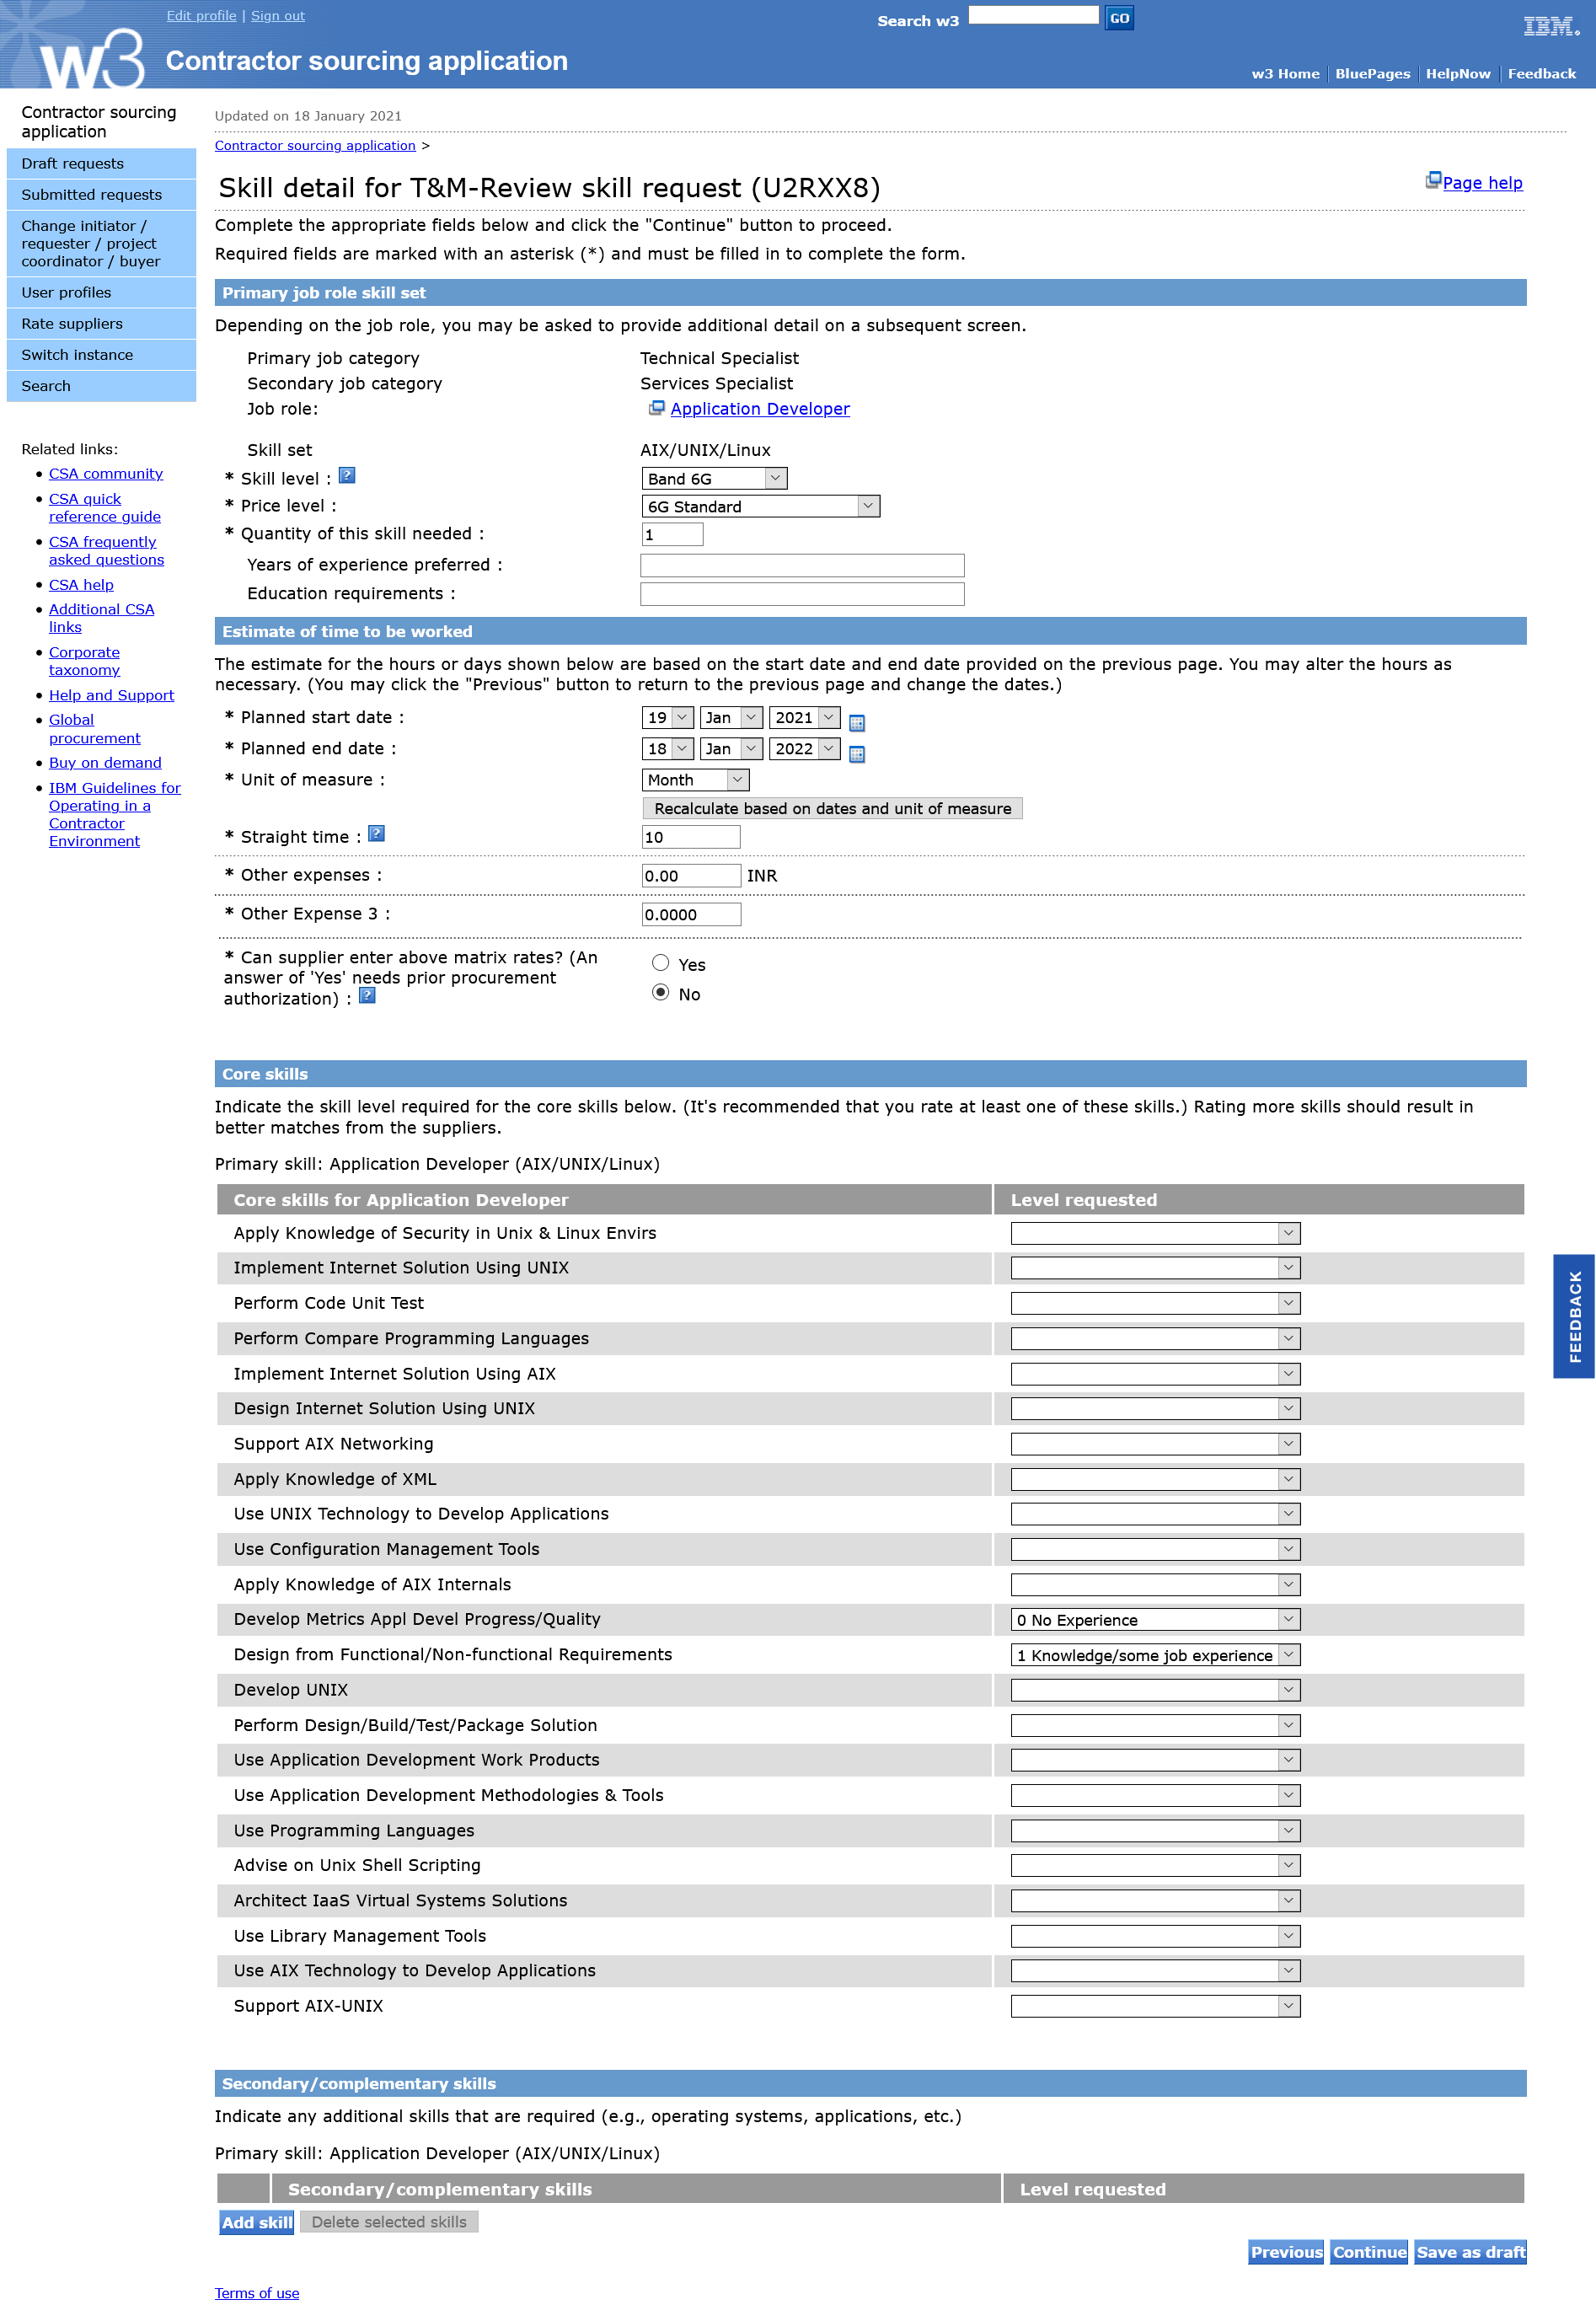 Edit profile | Sign out
Search w3 GO
IBM.
w3
Contractor sourcing application
w3 Home BluePages HelpNow Feedback
Contractor sourcing
application
Draft requests
Submitted requests
Change initiator /
requester / project
coordinator / buyer
User profiles
Rate suppliers
Switch instance
Search
Related links:
CSA community
CSA quick
reference guide
CSA frequently
asked questions
CSA help
Additional CSA
links
Corporate
taxonomy
Help and Support
Global
procurement
Buy on demand
IBM Guidelines for
Operating in a
Contractor
Environment
Updated on 18 January 2021
Contractor sourcing application >
Skill detail for T&M-Review skill request (U2RXX8)
Page help
Complete the appropriate fields below and click the "Continue" button to proceed.
Required fields are marked with an asterisk (*) and must be filled in to complete the form.
Primary job role skill set
Depending on the job role, you may be asked to provide additional detail on a subsequent screen.
Primary job category Technical Specialist
Secondary job category Services Specialist
Job role: Application Developer
Skill set AIX/UNIX/Linux
* Skill level : ? Band 6G
* Price level : 6G Standard
* Quantity of this skill needed : 1
Years of experience preferred :
Education requirements :
Estimate of time to be worked
The estimate for the hours or days shown below are based on the start date and end date provided on the previous page. You may alter the hours as
necessary. (You may click the "Previous" button to return to the previous page and change the dates.)
* Planned start date : 19 Jan 2021
* Planned end date : 18 Jan 2022
* Unit of measure : Month
Recalculate based on dates and unit of measure
* Straight time : ? 10
* Other expenses : 0.00 INR
* Other Expense 3 : 0.0000
* Can supplier enter above matrix rates? (An
answer of 'Yes' needs prior procurement
authorization) : ?
Yes
No
Core skills
Indicate the skill level required for the core skills below. (It's recommended that you rate at least one of these skills.) Rating more skills should result in
better matches from the suppliers.
Primary skill: Application Developer (AIX/UNIX/Linux)
Core skills for Application Developer Level requested
Apply Knowledge of Security in Unix & Linux Envirs
Implement Internet Solution Using UNIX
Perform Code Unit Test
Perform Compare Programming Languages
Implement Internet Solution Using AIX
Design Internet Solution Using UNIX
Support AIX Networking
Apply Knowledge of XML
Use UNIX Technology to Develop Applications
Use Configuration Management Tools
Apply Knowledge of AIX Internals
Develop Metrics Appl Devel Progress/Quality 0 No Experience
Design from Functional/Non-functional Requirements 1 Knowledge/some job experience
Develop UNIX
Perform Design/Build/Test/Package Solution
Use Application Development Work Products
Use Application Development Methodologies & Tools
Use Programming Languages
Advise on Unix Shell Scripting
Architect IaaS Virtual Systems Solutions
Use Library Management Tools
Use AIX Technology to Develop Applications
Support AIX-UNIX
FEEDBACK
Secondary/complementary skills
Indicate any additional skills that are required (e.g., operating systems, applications, etc.)
Primary skill: Application Developer (AIX/UNIX/Linux)
Secondary/complementary skills Level requested
Add skill Delete selected skills
Previous Continue Save as draft
Terms of use